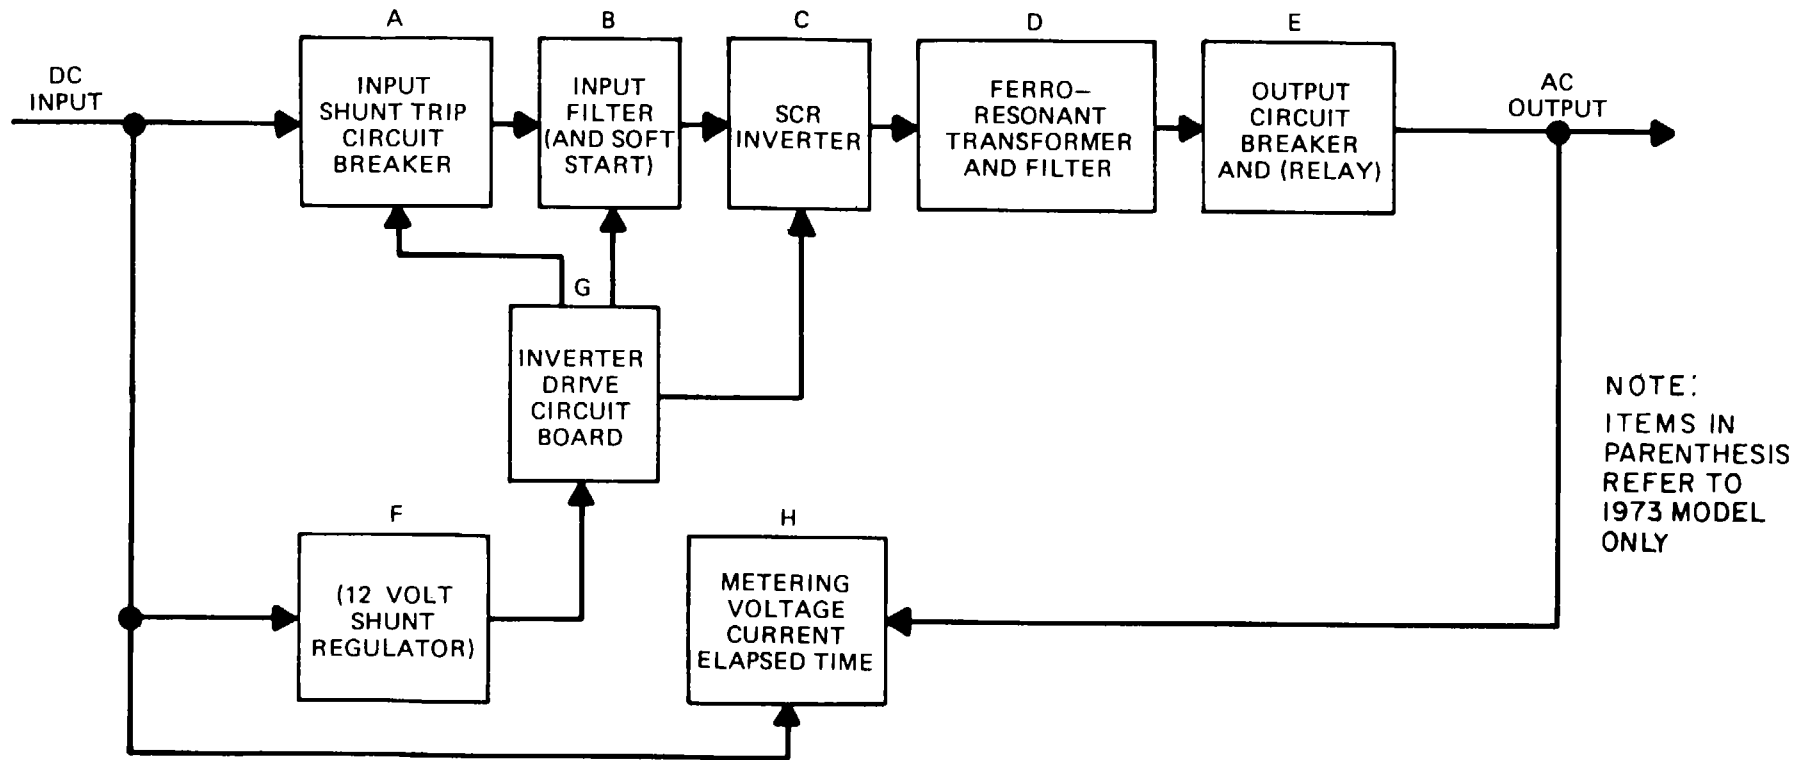 A
B
C
D
E
DC
INPUT
INPUT
SHUNT TRIP
CIRCUIT
BREAKER
INPUT
FILTER
(AND SOFT
START)
SCR
INVERTER
FERRO-
RESONANT
TRANSFORMER
AND FILTER
OUTPUT
CIRCUIT
BREAKER
AND (RELAY)
AC
OUTPUT
G
INVERTER
DRIVE
CIRCUIT
BOARD
NOTE:
ITEMS IN
PARENTHESIS
REFER TO
1973 MODEL
ONLY
F
(12 VOLT
SHUNT
REGULATOR)
H
METERING
VOLTAGE
CURRENT
ELAPSED TIME